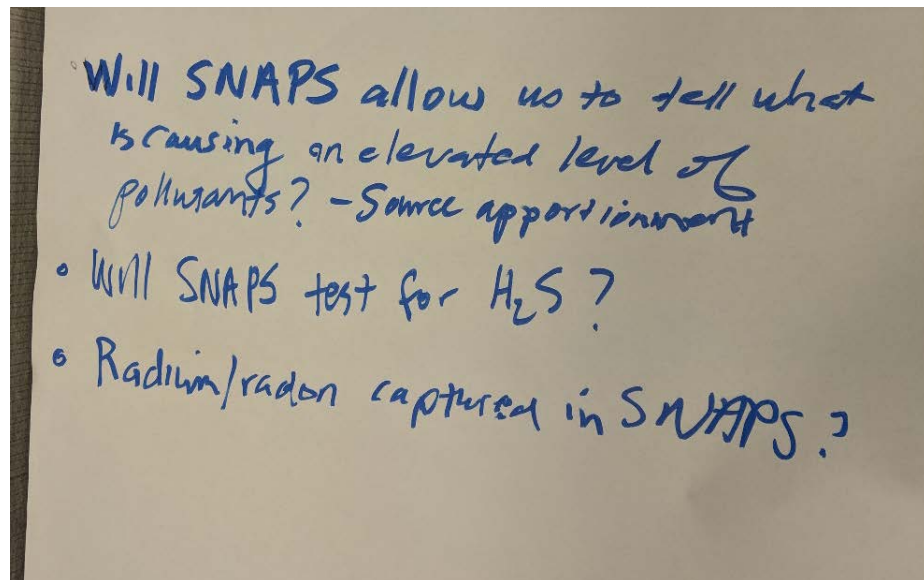 • Will SNAPS allow us to tell what
is causing an elevated level of
pollutants? - Source apportionment
• Will SNAPS test for H₂S?
• Radium/radon captured in SNAPS?